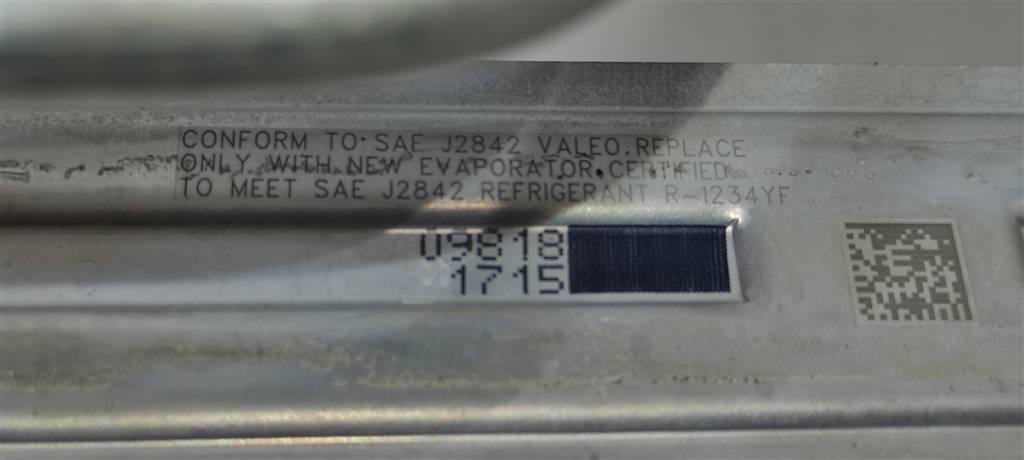 CONFORM TO SAE J2842 VALEO.REPLACE
ONLY WITH NEW EVAPORATOR CERTIFIED
TO MEET SAE J2842 REFRIGERANT R-1234YF
09818
1715